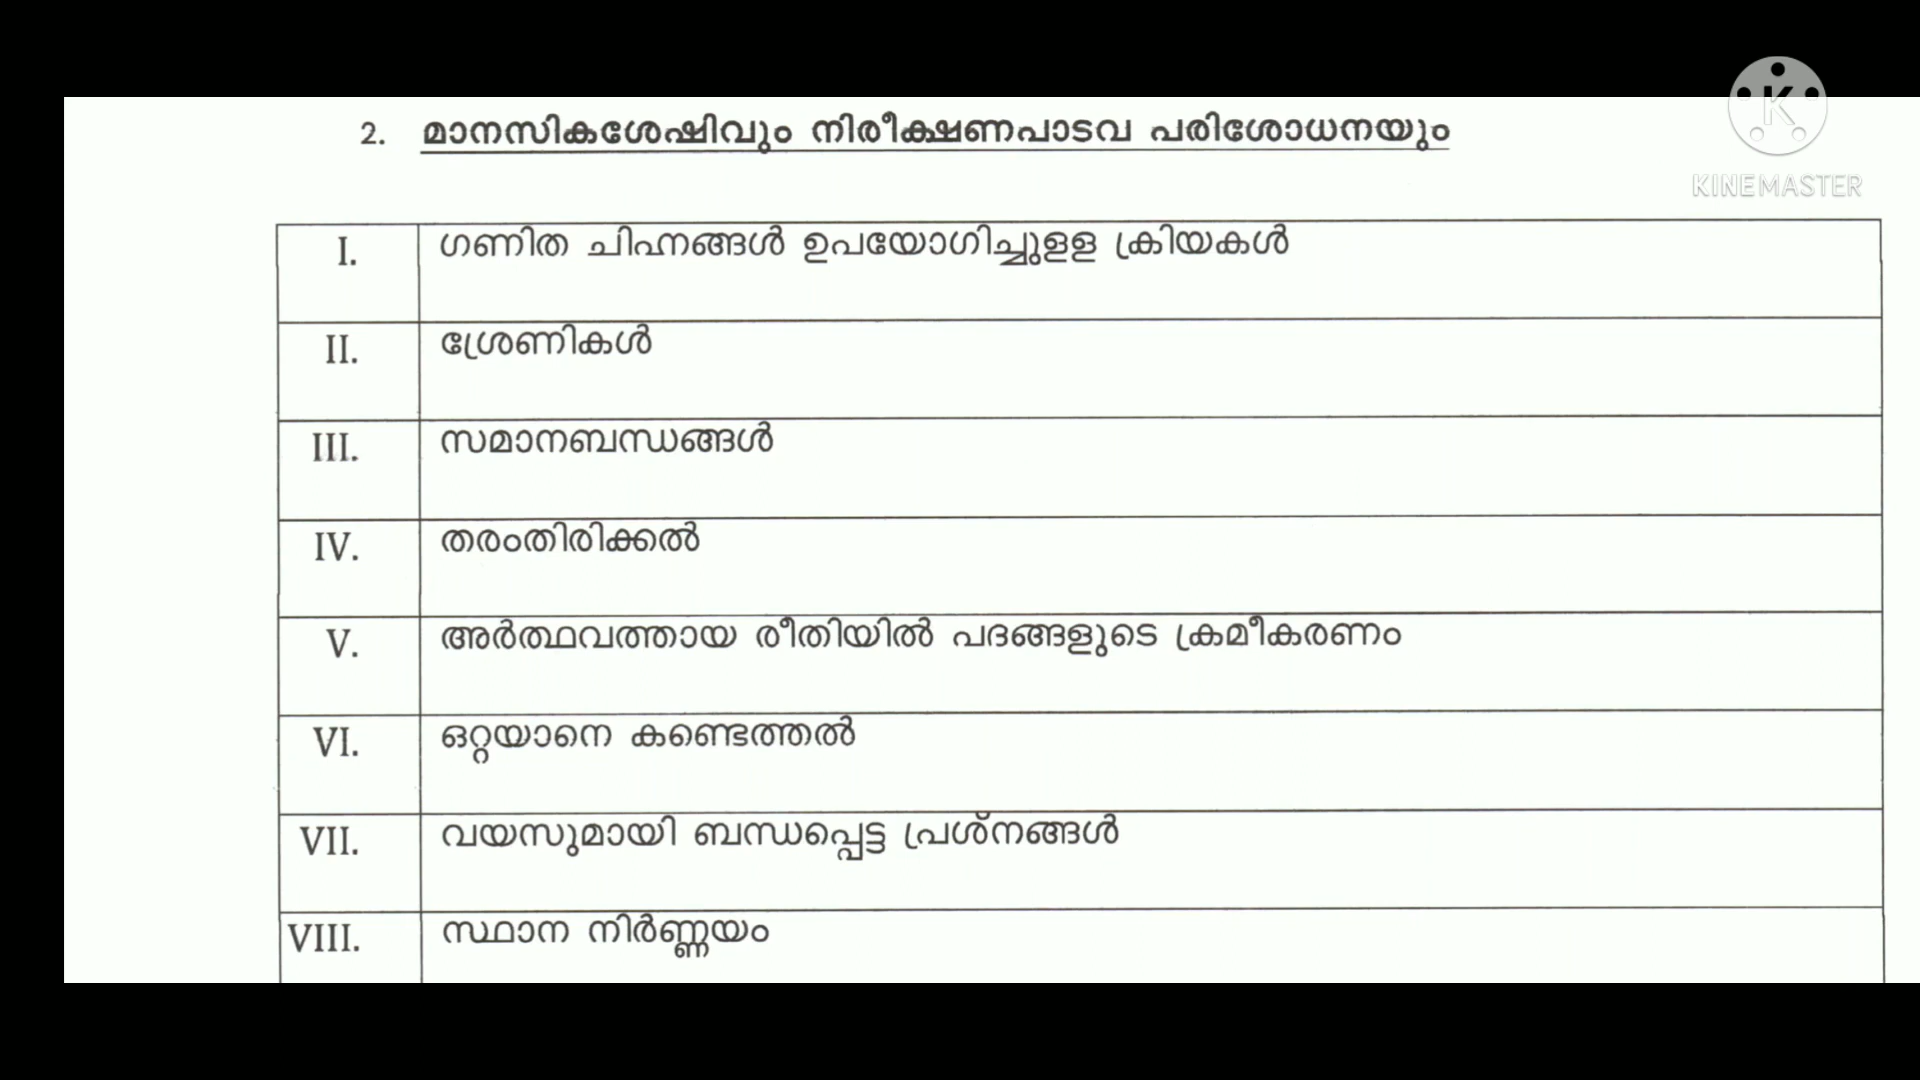 K
KINEMASTER
2. മാനസികശേഷിവും നിരീക്ഷണപാടവ പരിശോധനയും
I. ഗണിത ചിഹ്നങ്ങൾ ഉപയോഗിച്ചുളള ക്രിയകൾ
II. ശ്രേണികൾ
III. സമാനബന്ധങ്ങൾ
IV. തരംതിരിക്കൽ
V. അർത്ഥവത്തായ രീതിയിൽ പദങ്ങളുടെ ക്രമീകരണം
VI. ഒറ്റയാനെ കണ്ടെത്തൽ
VII. വയസുമായി ബന്ധപ്പെട്ട പ്രശ്നങ്ങൾ
VIII. സ്ഥാന നിർണ്ണയം